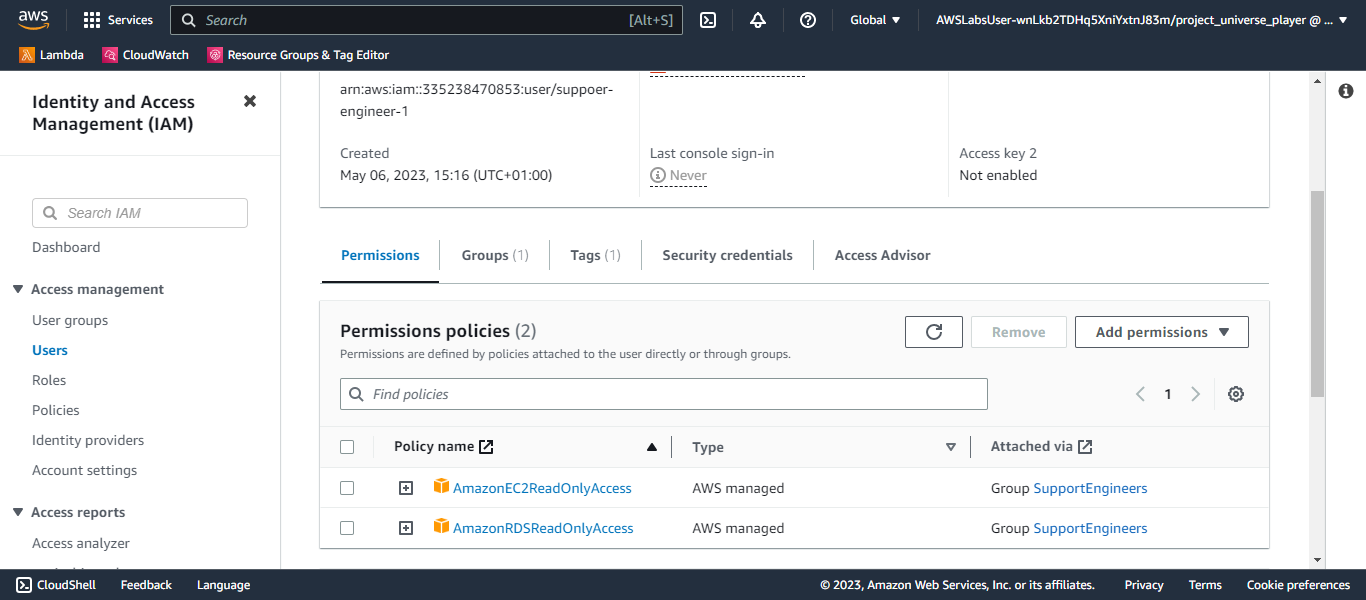 aws Services Search [Alt+S] Global AWSLabsUser-wnLkb2TDHq5XniYxtnJ83m/project_universe_player @ ...
Lambda CloudWatch Resource Groups & Tag Editor
Identity and Access
Management (IAM)
Search IAM
Dashboard
Access management
User groups
Users
Roles
Policies
Identity providers
Account settings
Access reports
Access analyzer
arn:aws:iam::335238470853:user/suppoer-
engineer-1
Created
May 06, 2023, 15:16 (UTC+01:00)
Last console sign-in
Never
Access key 2
Not enabled
Permissions Groups (1) Tags (1) Security credentials Access Advisor
Permissions policies (2)
Permissions are defined by policies attached to the user directly or through groups.
Remove Add permissions
Find policies
1
Policy name Type Attached via
AmazonEC2ReadOnlyAccess AWS managed Group SupportEngineers
AmazonRDSReadOnlyAccess AWS managed Group SupportEngineers
CloudShell Feedback Language © 2023, Amazon Web Services, Inc. or its affiliates. Privacy Terms Cookie preferences